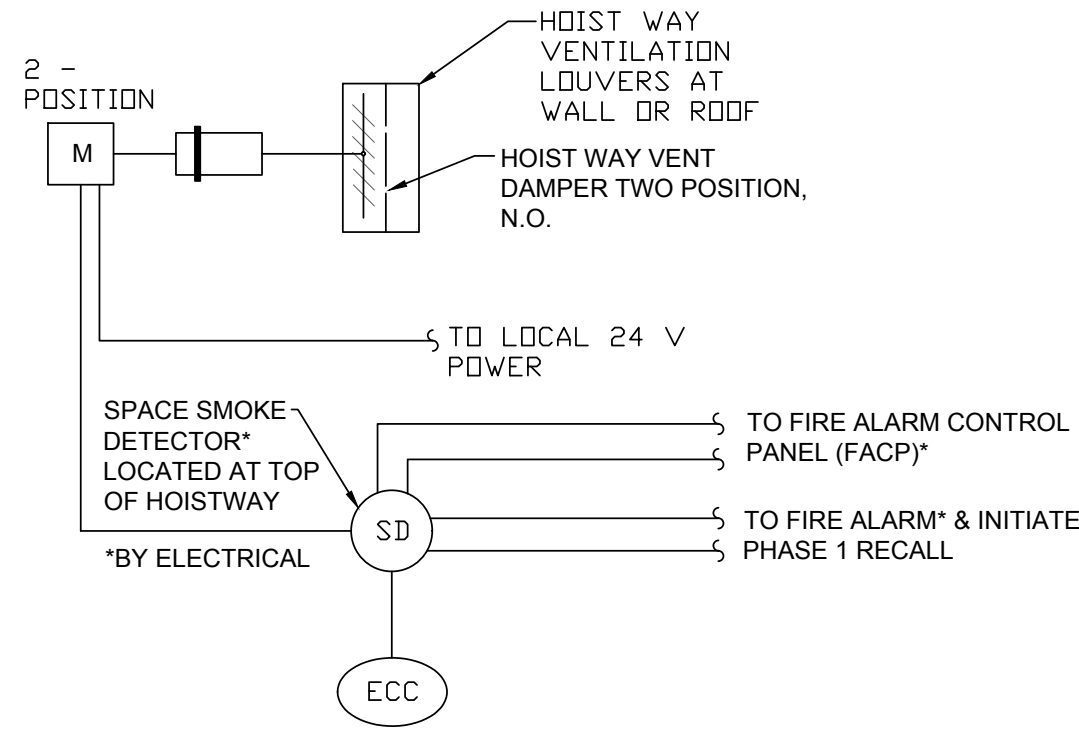 HOIST WAY
VENTILATION
LOUVERS AT
WALL OR ROOF
2 -
POSITION
M
HOIST WAY VENT
DAMPER TWO POSITION,
N.O.
TO LOCAL 24 V
POWER
SPACE SMOKE
DETECTOR*
LOCATED AT TOP
OF HOISTWAY
*BY ELECTRICAL
TO FIRE ALARM CONTROL
PANEL (FACP)*
SD
TO FIRE ALARM* & INITIATE
PHASE 1 RECALL
ECC